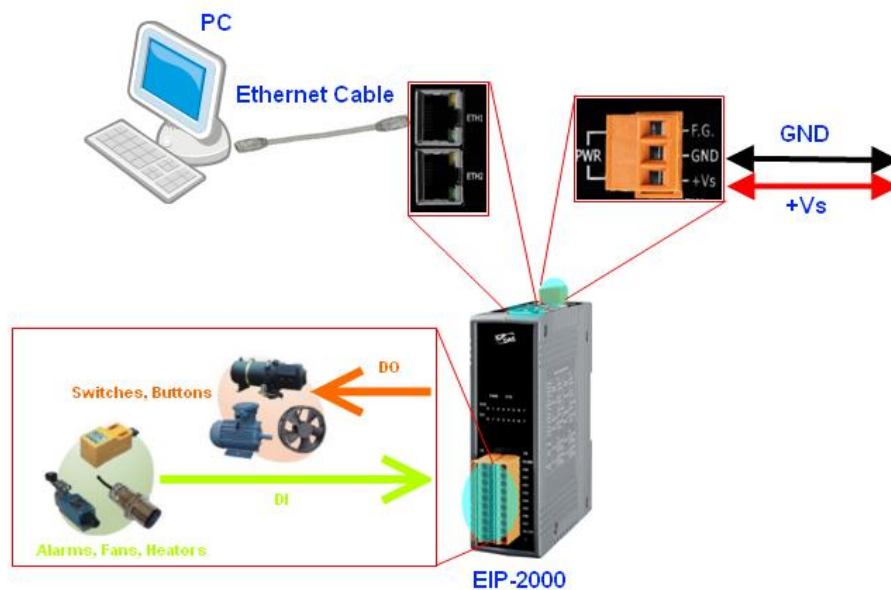 PC
Ethernet Cable
ETH1
ETH2
PWR
F.G.
GND
+Vs
GND
+Vs
DO
Switches, Buttons
DI
Alarms, Fans, Heaters
EIP-2000